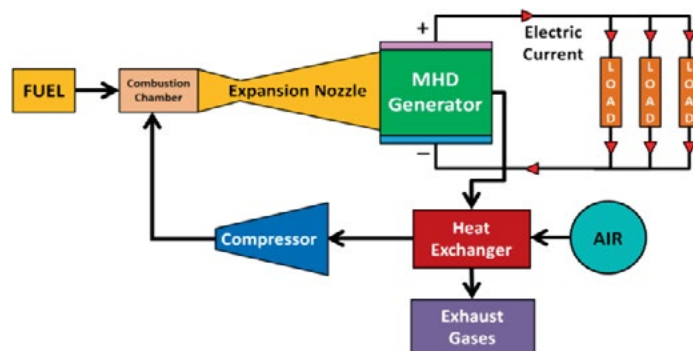 +
Electric
Current
FUEL
Combustion
Chamber
Expansion Nozzle
MHD
Generator
LOAD
LOAD
LOAD
−
Compressor
Heat
Exchanger
AIR
Exhaust
Gases